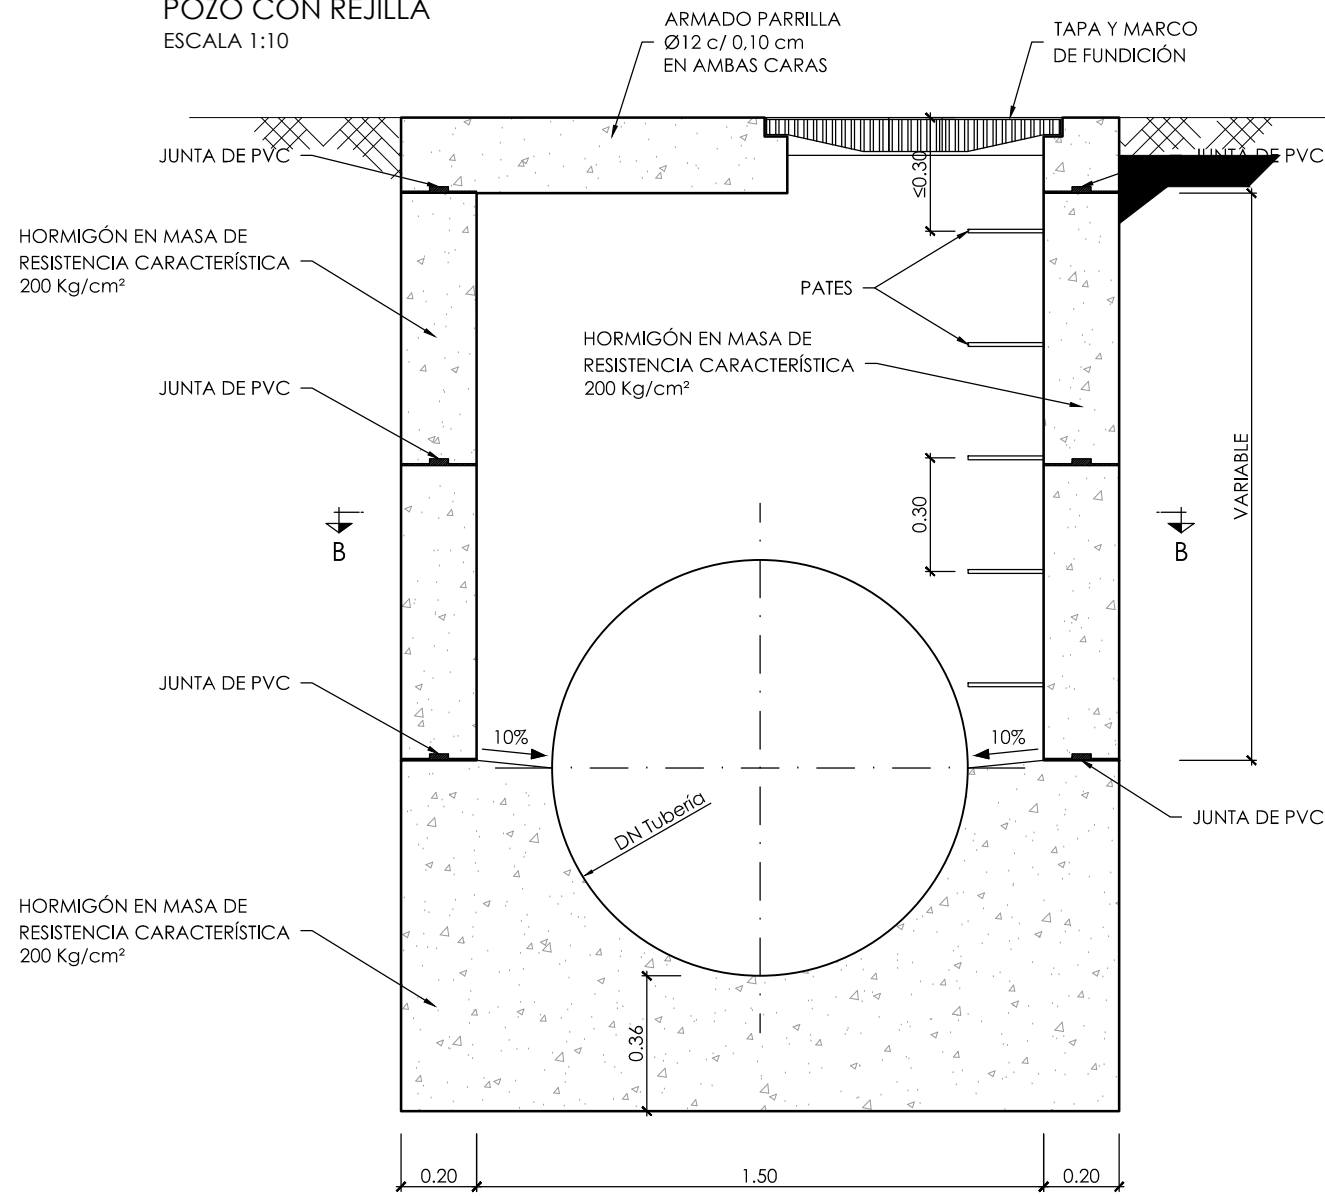 POZO CON REJILLA
ESCALA 1:10
ARMADO PARRILLA
Ø12 c/ 0,10 cm
EN AMBAS CARAS
TAPA Y MARCO
DE FUNDICIÓN
JUNTA DE PVC
JUNTA DE PVC
≤0.30
HORMIGÓN EN MASA DE
RESISTENCIA CARACTERÍSTICA
200 Kg/cm²
PATES
HORMIGÓN EN MASA DE
RESISTENCIA CARACTERÍSTICA
200 Kg/cm²
JUNTA DE PVC
VARIABLE
0.30
B
B
JUNTA DE PVC
10%
10%
DN Tubería
JUNTA DE PVC
HORMIGÓN EN MASA DE
RESISTENCIA CARACTERÍSTICA
200 Kg/cm²
0.36
0.20
1.50
0.20